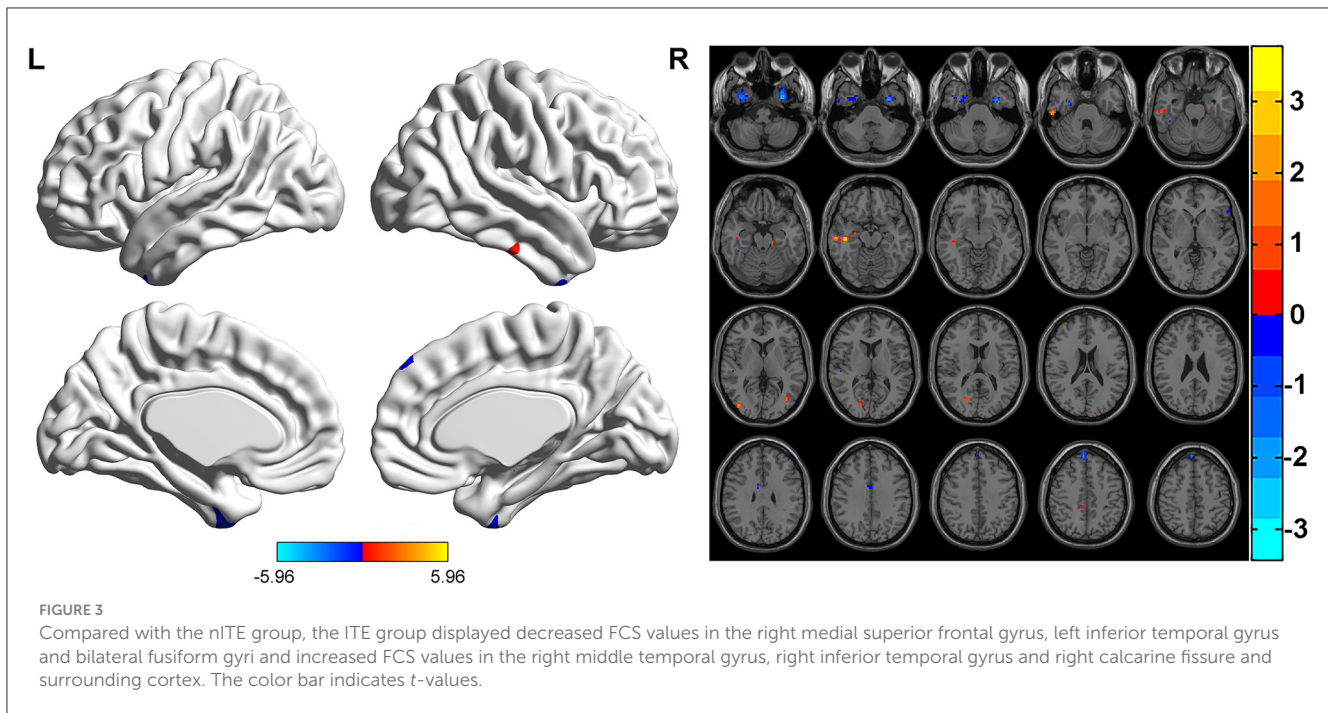 L
R
-5.96
5.96
3
2
1
0
-1
-2
-3
FIGURE 3
Compared with the nITE group, the ITE group displayed decreased FCS values in the right medial superior frontal gyrus, left inferior temporal gyrus
and bilateral fusiform gyri and increased FCS values in the right middle temporal gyrus, right inferior temporal gyrus and right calcarine fissure and
surrounding cortex. The color bar indicates t-values.